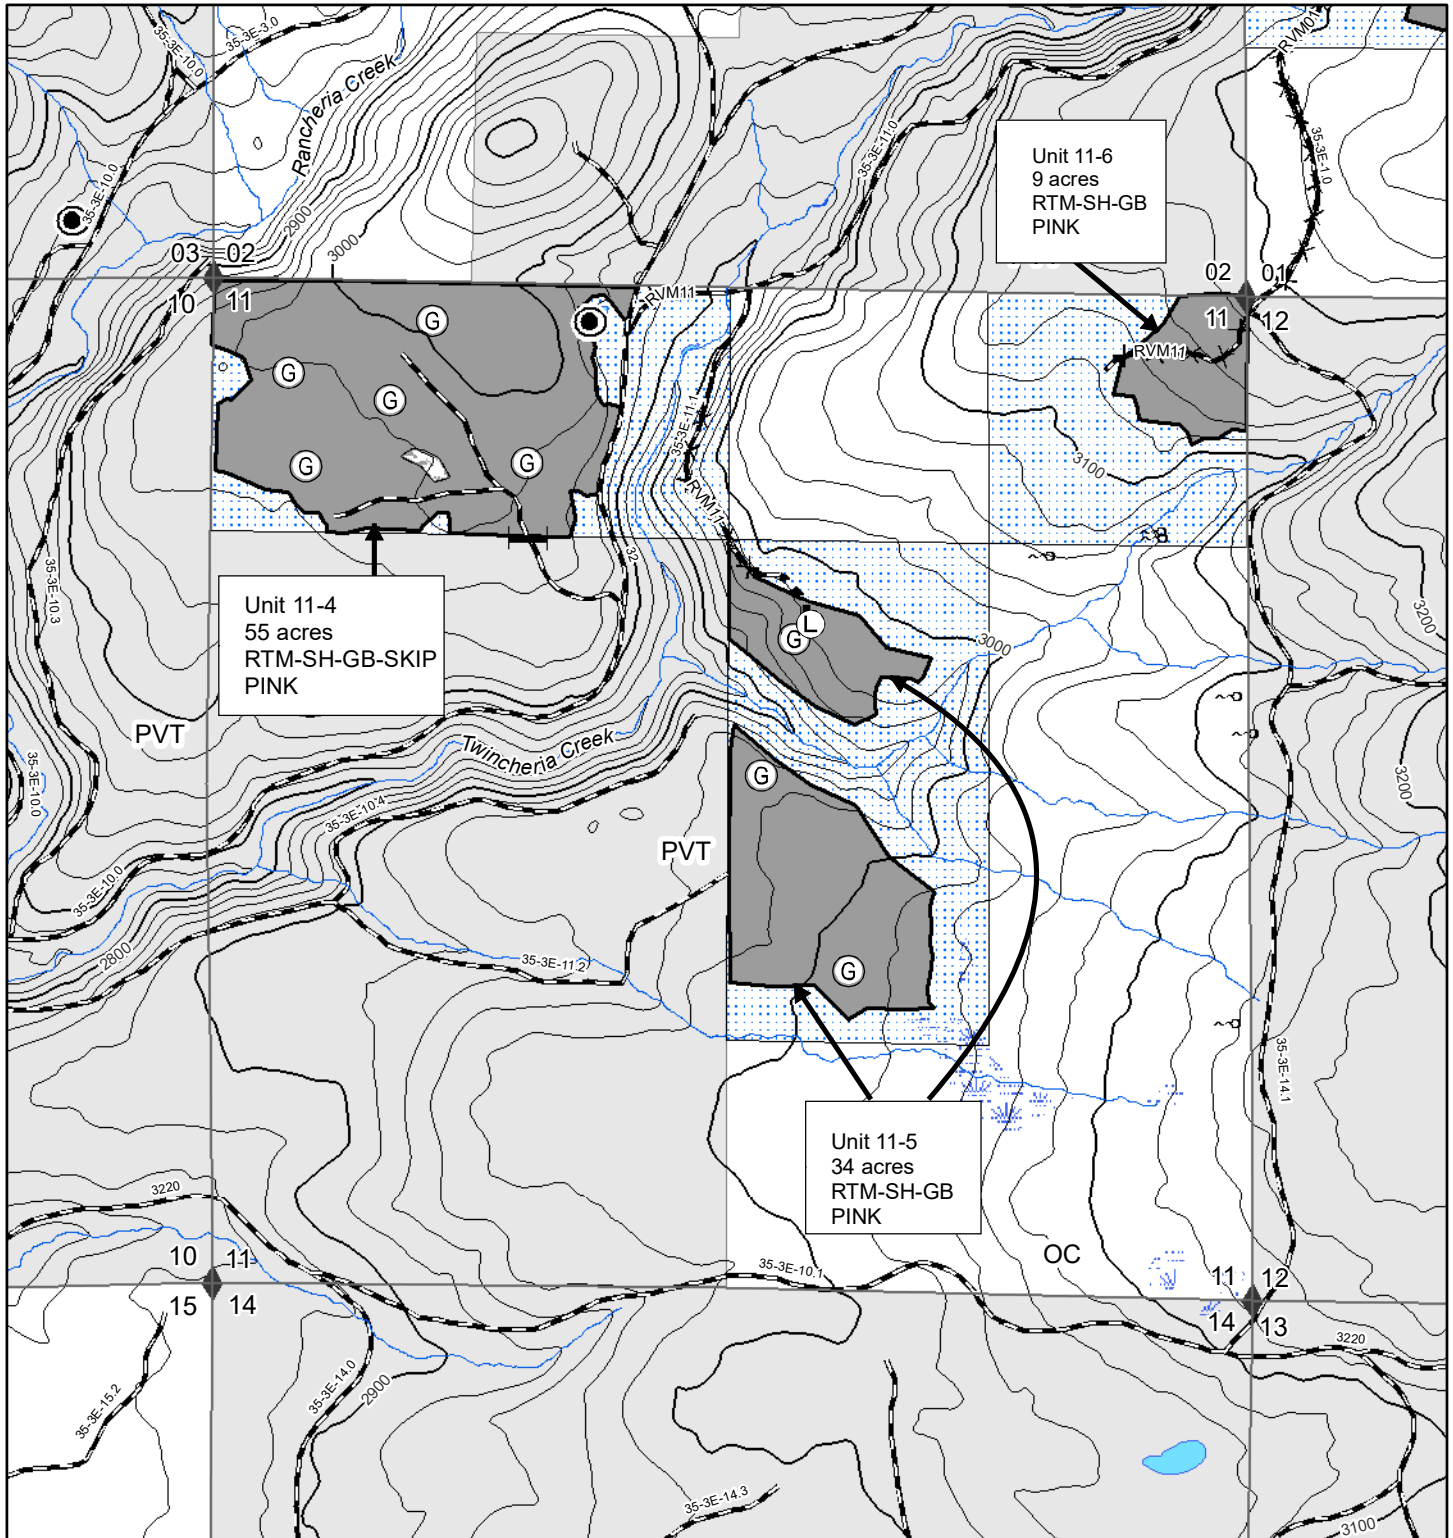 35-3E-10.0
35-3E-3.0
Rancheria Creek
2900
3000
35-3E-10.0
35-3E-11.0
RVM01
35-3E-1.0
Unit 11-6
9 acres
RTM-SH-GB
PINK
03 02
10 11
02 01
11 12
RVM11
RVM11
G
G
G
G
G
35-3E-11.1
RVM11
3100
35-3E-10.3
32
Unit 11-4
55 acres
RTM-SH-GB-SKIP
PINK
L
G
3000
3200
PVT
Twincheria Creek
35-3E-10.0
35-3E-10.4
G
3200
PVT
35-3E-10.0
2800
35-3E-11.2
G
35-3E-14.1
Unit 11-5
34 acres
RTM-SH-GB
PINK
3220
10 11
15 14
35-3E-10.1
OC
11 12
14 13
3220
35-3E-15.2
35-3E-14.0
2900
35-3E-14.3
3100